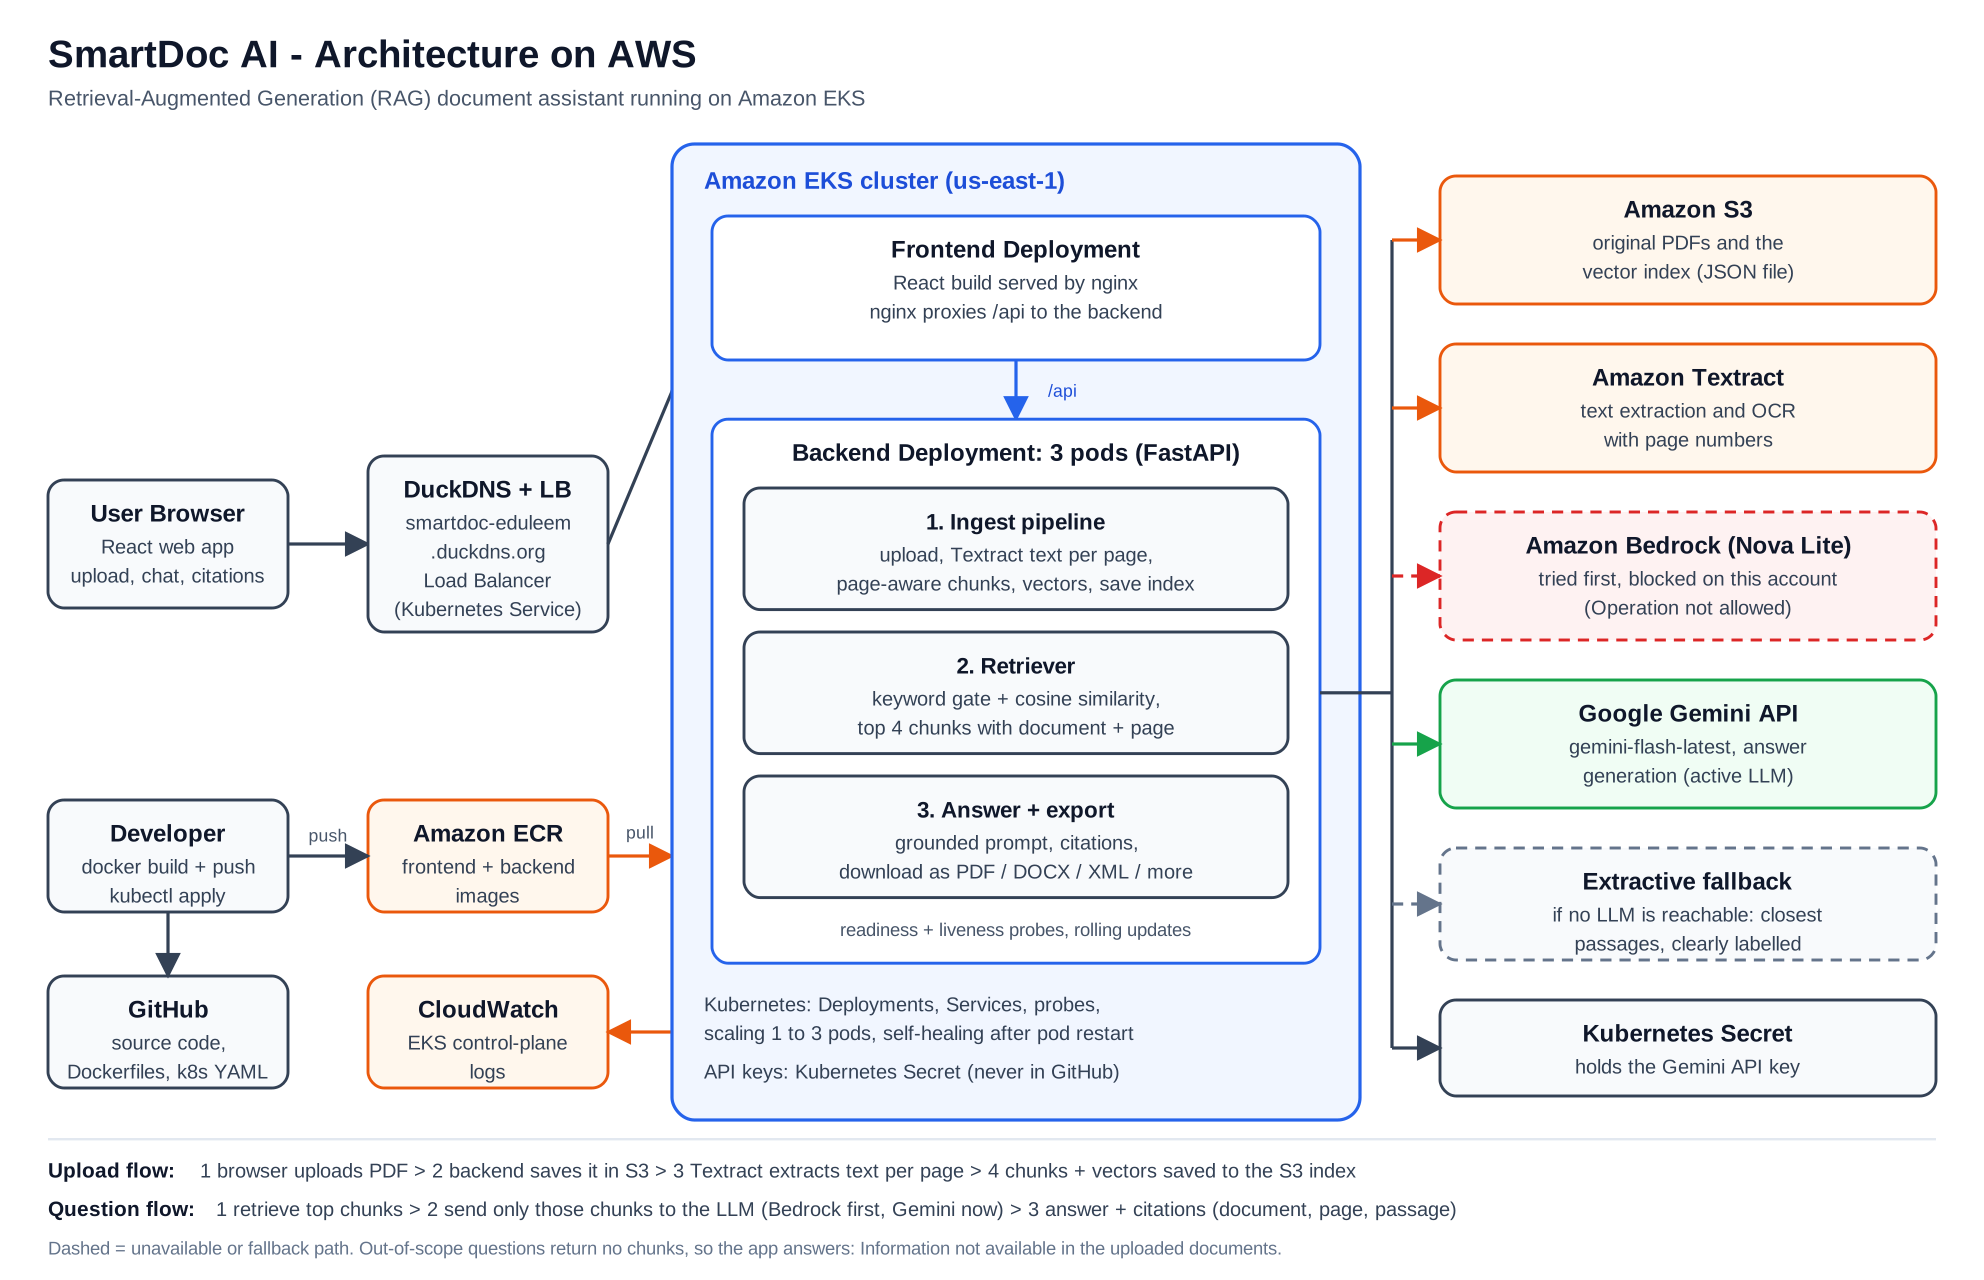 SmartDoc AI - Architecture on AWS
Retrieval-Augmented Generation (RAG) document assistant running on Amazon EKS
User Browser
React web app
upload, chat, citations
DuckDNS + LB
smartdoc-eduleem
.duckdns.org
Load Balancer
(Kubernetes Service)
Developer
docker build + push
kubectl apply
push
Amazon ECR
frontend + backend
images
pull
GitHub
source code,
Dockerfiles, k8s YAML
CloudWatch
EKS control-plane
logs
Amazon EKS cluster (us-east-1)
Frontend Deployment
React build served by nginx
nginx proxies /api to the backend
/api
Backend Deployment: 3 pods (FastAPI)
1. Ingest pipeline
upload, Textract text per page,
page-aware chunks, vectors, save index
2. Retriever
keyword gate + cosine similarity,
top 4 chunks with document + page
3. Answer + export
grounded prompt, citations,
download as PDF / DOCX / XML / more
readiness + liveness probes, rolling updates
Kubernetes: Deployments, Services, probes,
scaling 1 to 3 pods, self-healing after pod restart
API keys: Kubernetes Secret (never in GitHub)
Amazon S3
original PDFs and the
vector index (JSON file)
Amazon Textract
text extraction and OCR
with page numbers
Amazon Bedrock (Nova Lite)
tried first, blocked on this account
(Operation not allowed)
Google Gemini API
gemini-flash-latest, answer
generation (active LLM)
Extractive fallback
if no LLM is reachable: closest
passages, clearly labelled
Kubernetes Secret
holds the Gemini API key
Upload flow: 1 browser uploads PDF > 2 backend saves it in S3 > 3 Textract extracts text per page > 4 chunks + vectors saved to the S3 index
Question flow: 1 retrieve top chunks > 2 send only those chunks to the LLM (Bedrock first, Gemini now) > 3 answer + citations (document, page, passage)
Dashed = unavailable or fallback path. Out-of-scope questions return no chunks, so the app answers: Information not available in the uploaded documents.